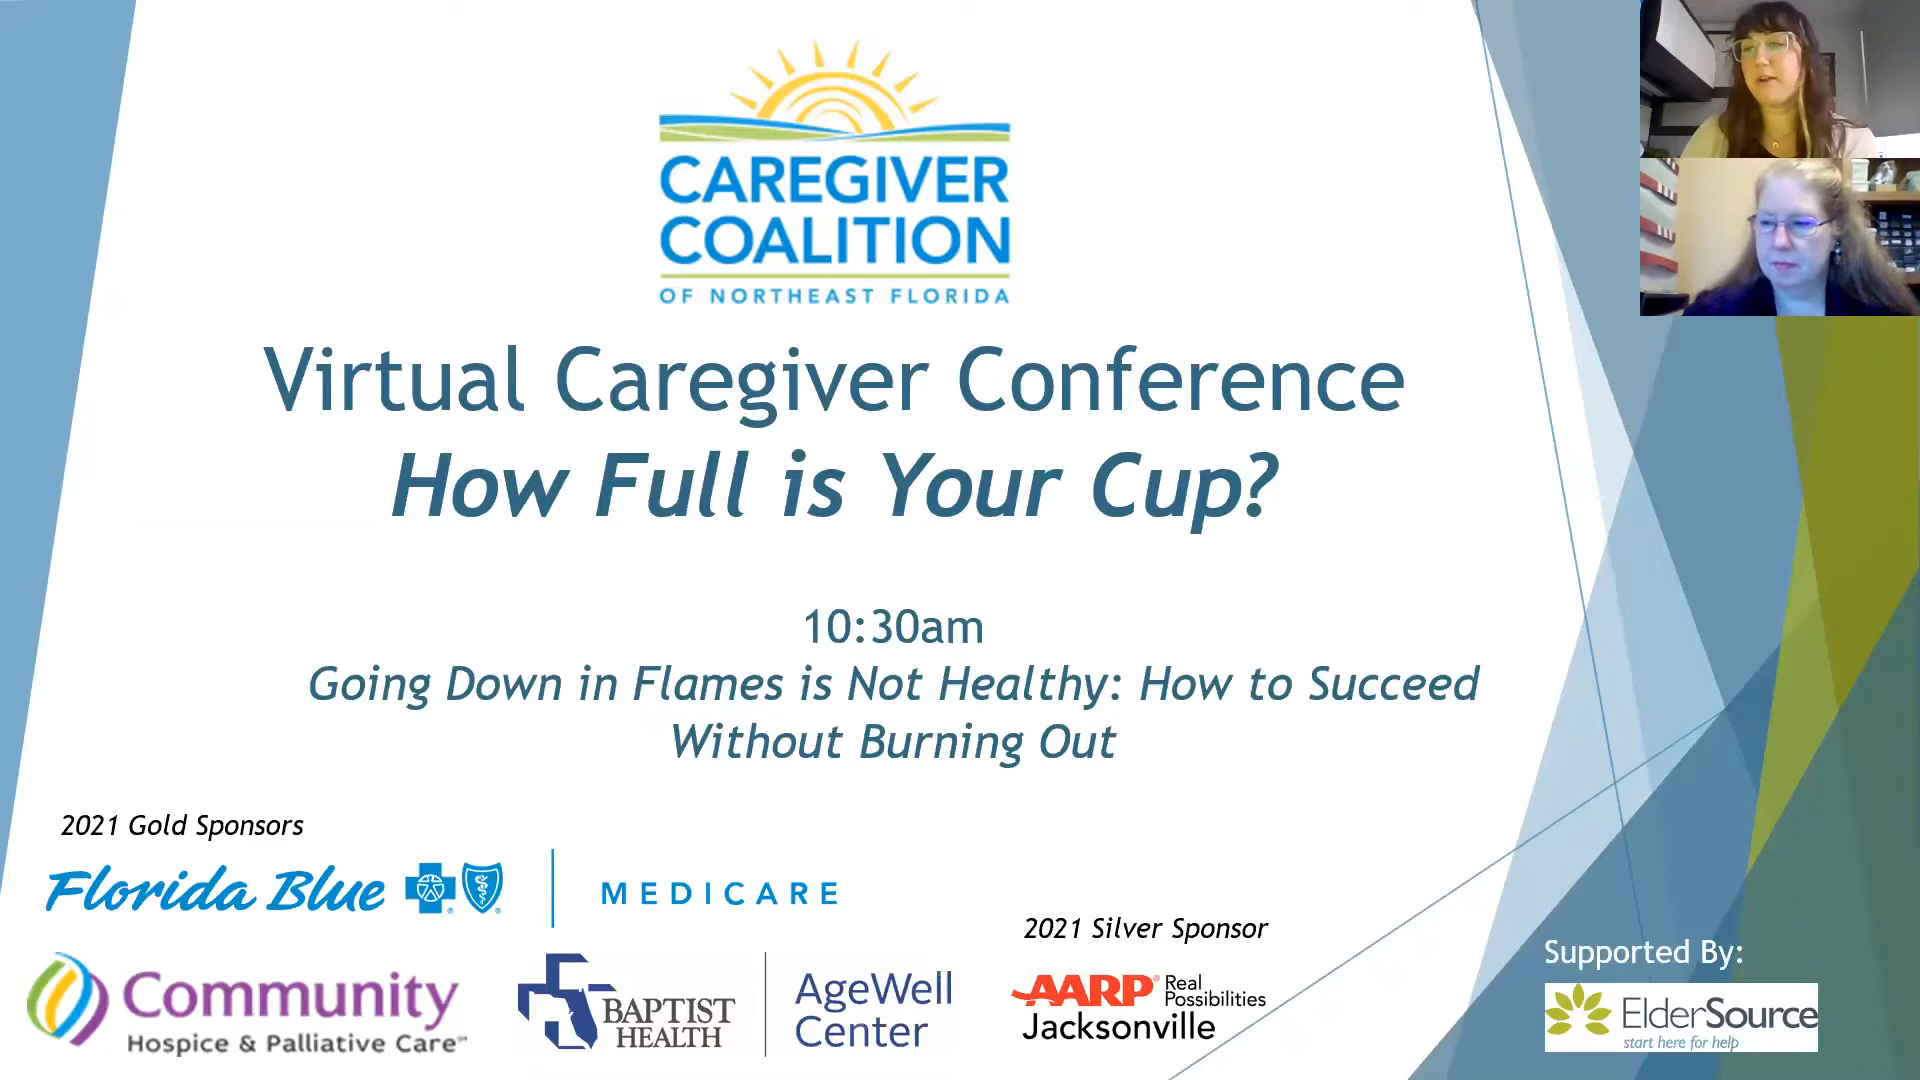 CAREGIVER
COALITION
OF NORTHEAST FLORIDA
Virtual Caregiver Conference
How Full is Your Cup?
10:30am
Going Down in Flames is Not Healthy: How to Succeed
Without Burning Out
2021 Gold Sponsors
Florida Blue
MEDICARE
Community
Hospice & Palliative Care℠
BAPTIST
HEALTH
AgeWell
Center
2021 Silver Sponsor
AARP® Real
Possibilities
Jacksonville
Supported By:
ElderSource
start here for help